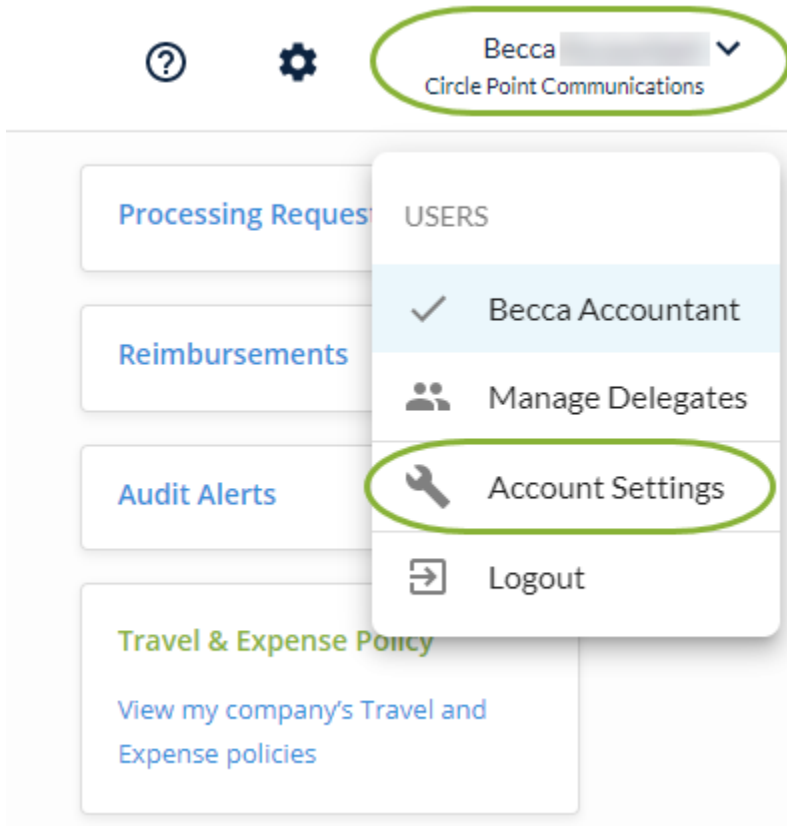 Becca
Circle Point Communications
Processing Request
USERS
Becca Accountant
Reimbursements
Manage Delegates
Audit Alerts
Account Settings
Logout
Travel & Expense Policy
View my company's Travel and
Expense policies